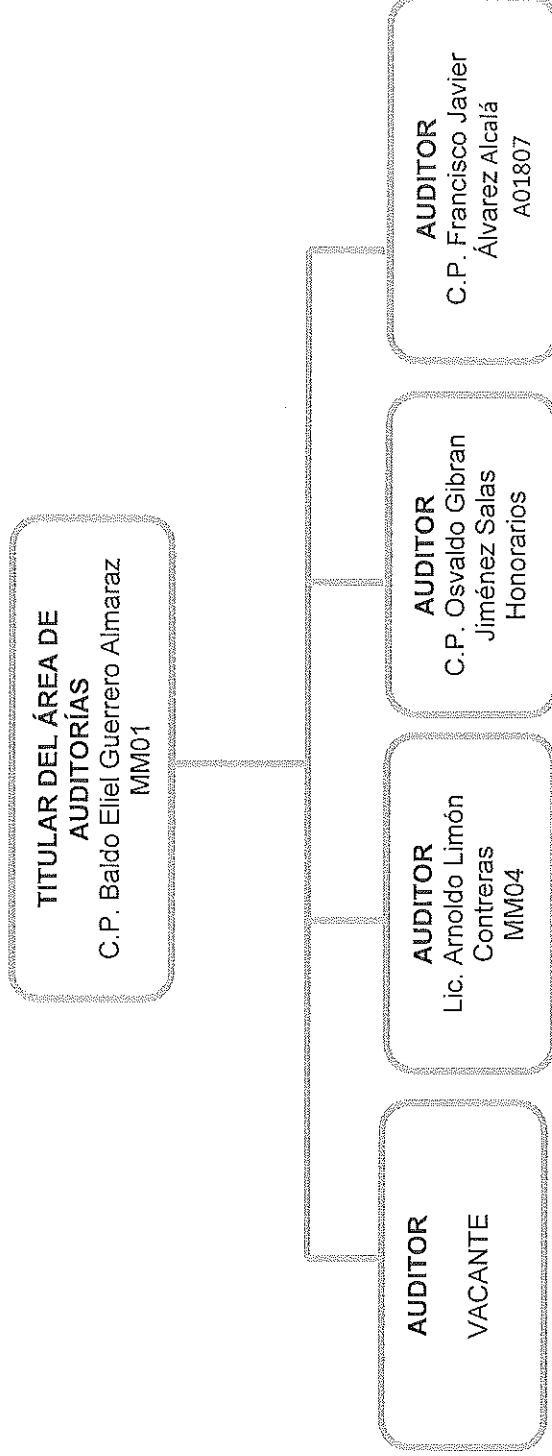 TITULAR DEL ÁREA DE
AUDITORÍAS
C.P. Baldo Eliel Guerrero Almaraz
MM01
AUDITOR
VACANTE
AUDITOR
Lic. Arnoldo Limón
Contreras
MM04
AUDITOR
C.P. Osvaldo Gibran
Jiménez Salas
Honorarios
AUDITOR
C.P. Francisco Javier
Álvarez Alcalá
A01807